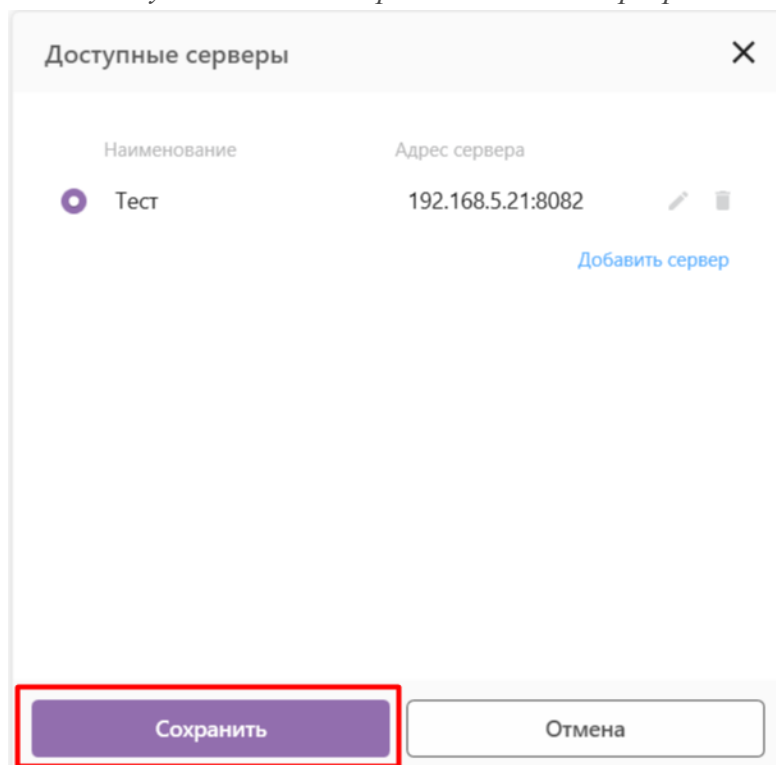 Доступные серверы
Наименование Адрес сервера
Тест 192.168.5.21:8082
Добавить сервер
Сохранить Отмена